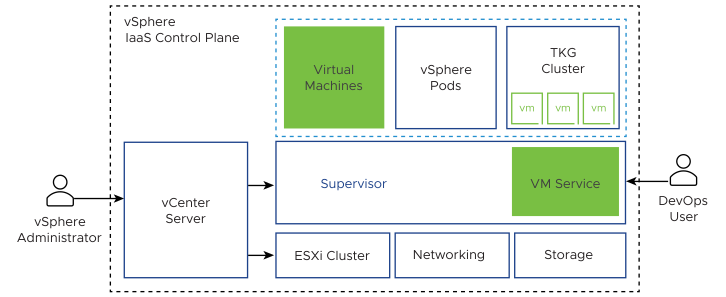 vSphere
IaaS Control Plane
Virtual
Machines
vSphere
Pods
TKG
Cluster
vm vm vm
vCenter
Server
Supervisor
VM Service
ESXi Cluster
Networking
Storage
vSphere
Administrator
DevOps
User